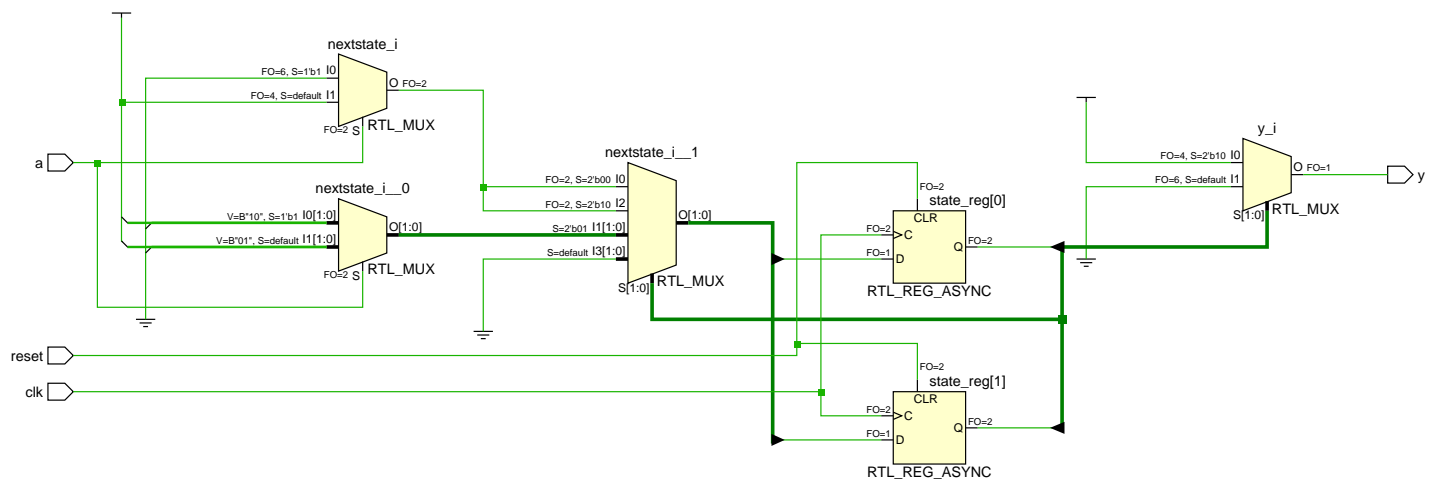 nextstate_i
FO=6, S=1'b1 I0
O FO=2
FO=4, S=default I1
FO=2 S
RTL_MUX
a
nextstate_i__0
V=B"10", S=1'b1 I0[1:0]
O[1:0]
V=B"01", S=default I1[1:0]
FO=2 S
RTL_MUX
nextstate_i__1
FO=2, S=2'b00 I0
FO=2, S=2'b10 I2
O[1:0]
S=2'b01 I1[1:0]
S=default I3[1:0]
S[1:0]
RTL_MUX
reset
clk
FO=2
state_reg[0]
CLR
FO=2 C
Q FO=2
FO=1 D
RTL_REG_ASYNC
FO=2
state_reg[1]
CLR
FO=2 C
Q FO=2
FO=1 D
RTL_REG_ASYNC
y_i
FO=4, S=2'b10 I0
O FO=1
FO=6, S=default I1
S[1:0]
RTL_MUX
y